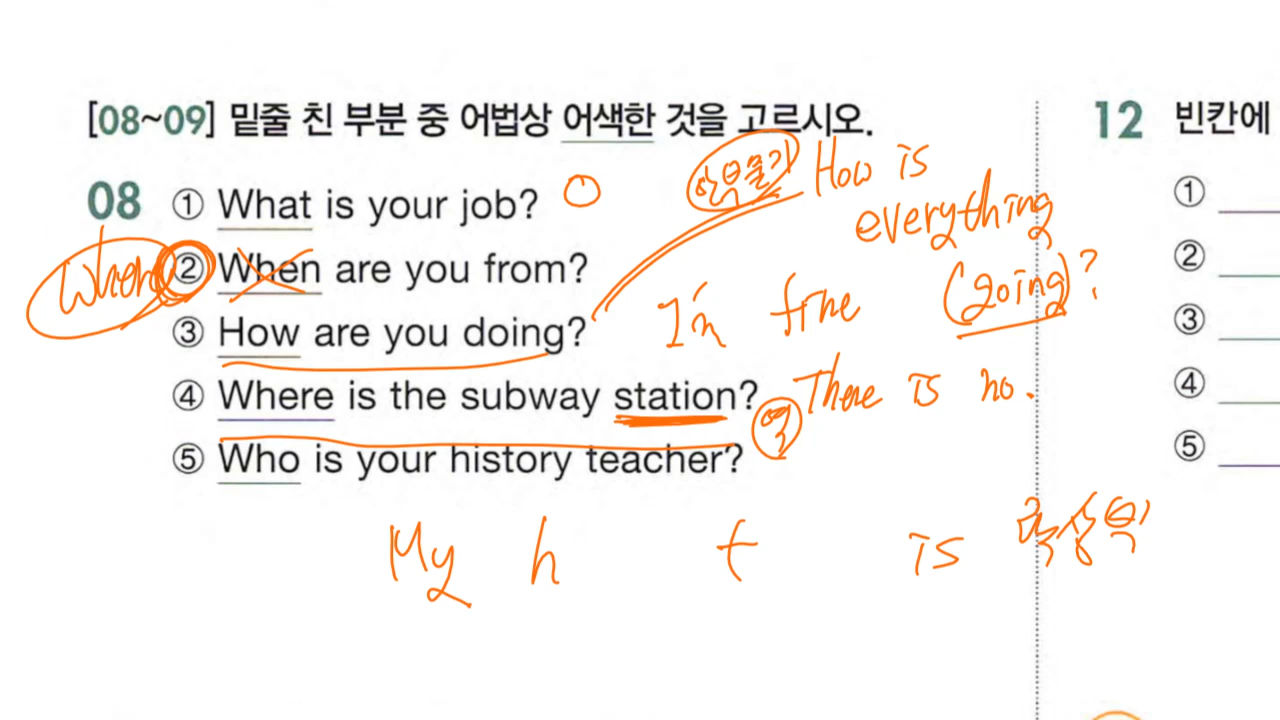 [08~09] 밑줄 친 부분 중 어법상 어색한 것을 고르시오.
08 ① What is your job?
② When are you from?
③ How are you doing?
④ Where is the subway station?
⑤ Who is your history teacher?
안부묻기 How is
everything
(going)?
I'm fine
There is no.
역
My h t is
12 빈칸에
①
②
③
④
⑤